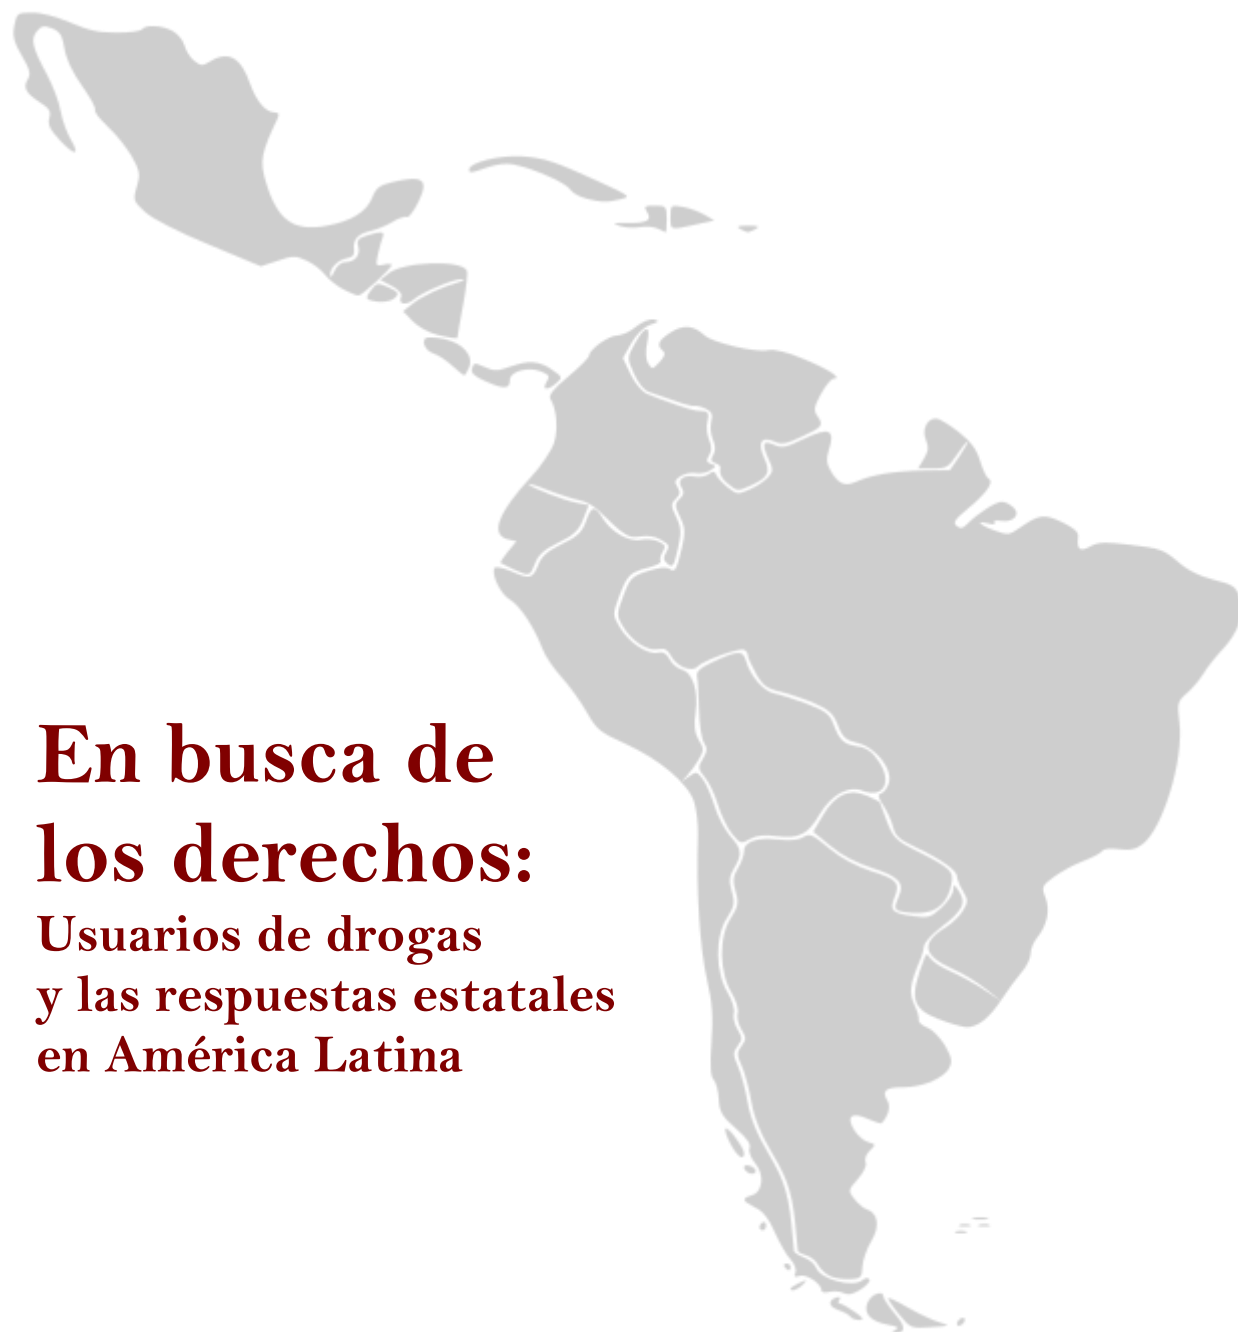 En busca de
los derechos:
Usuarios de drogas
y las respuestas estatales
en América Latina